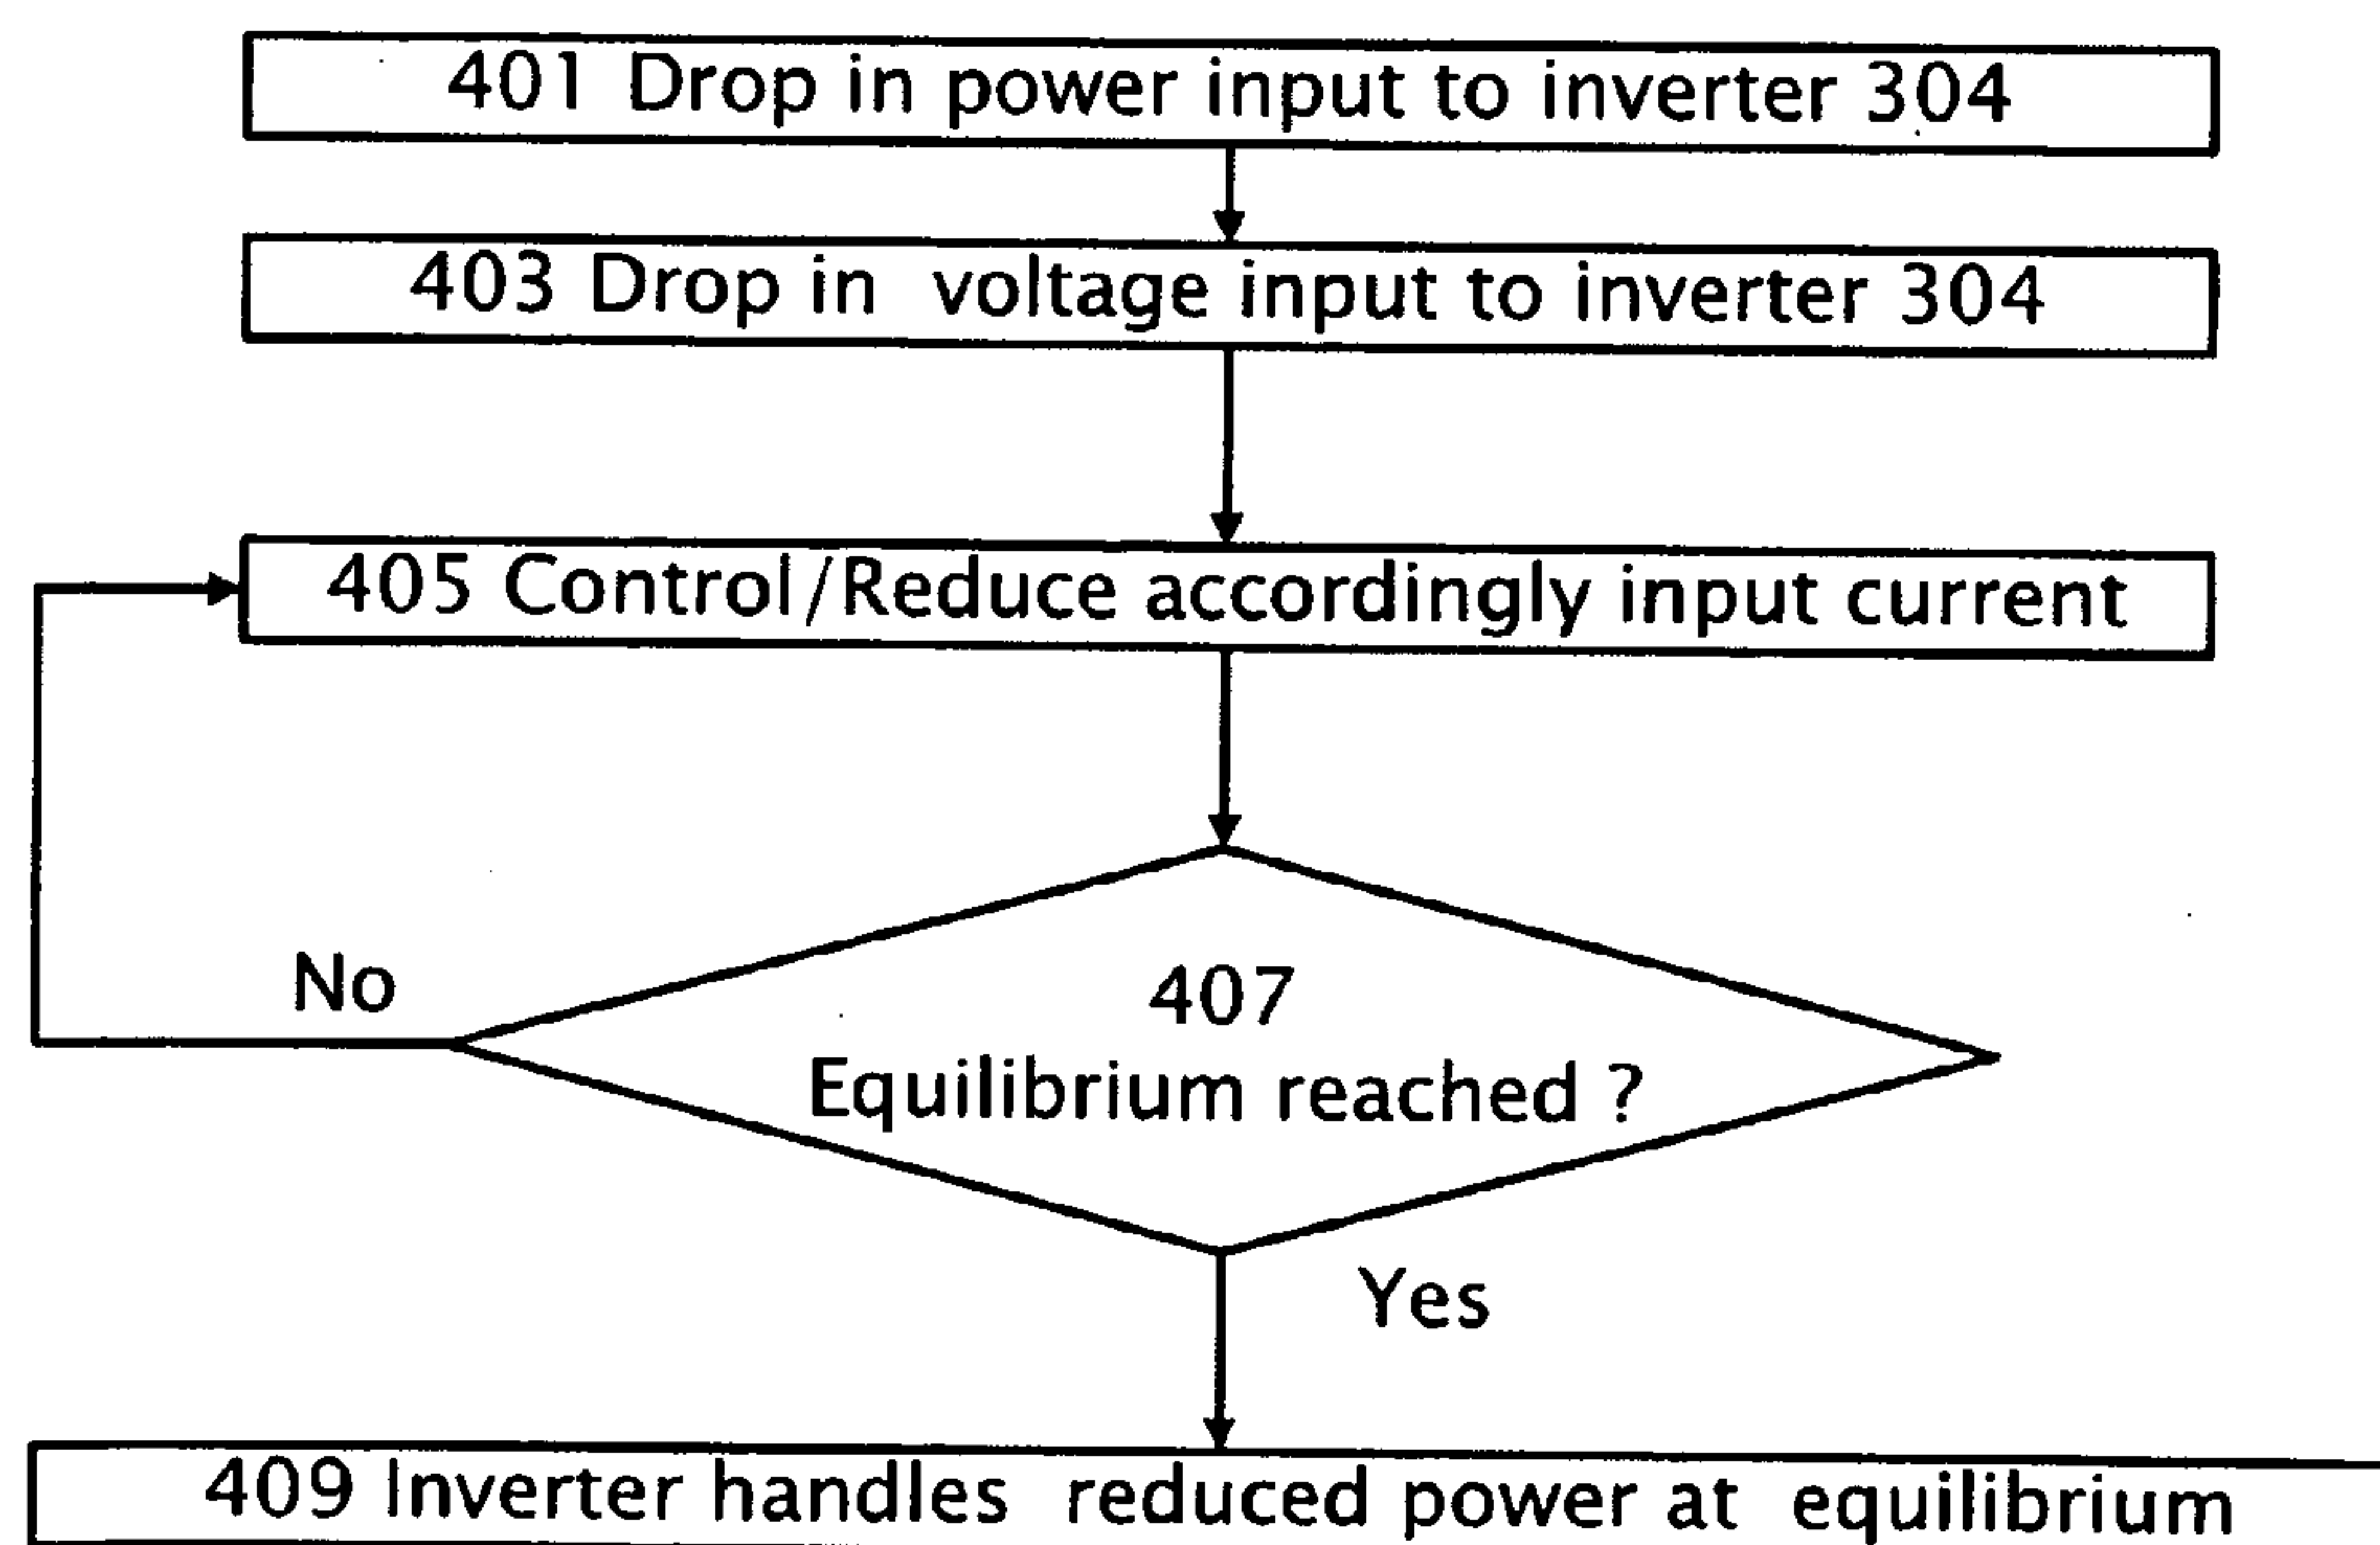 401 Drop in power input to inverter 304
403 Drop in voltage input to inverter 304
405 Control/Reduce accordingly input current
407
Equilibrium reached ?
No
Yes
409 Inverter handles reduced power at equilibrium